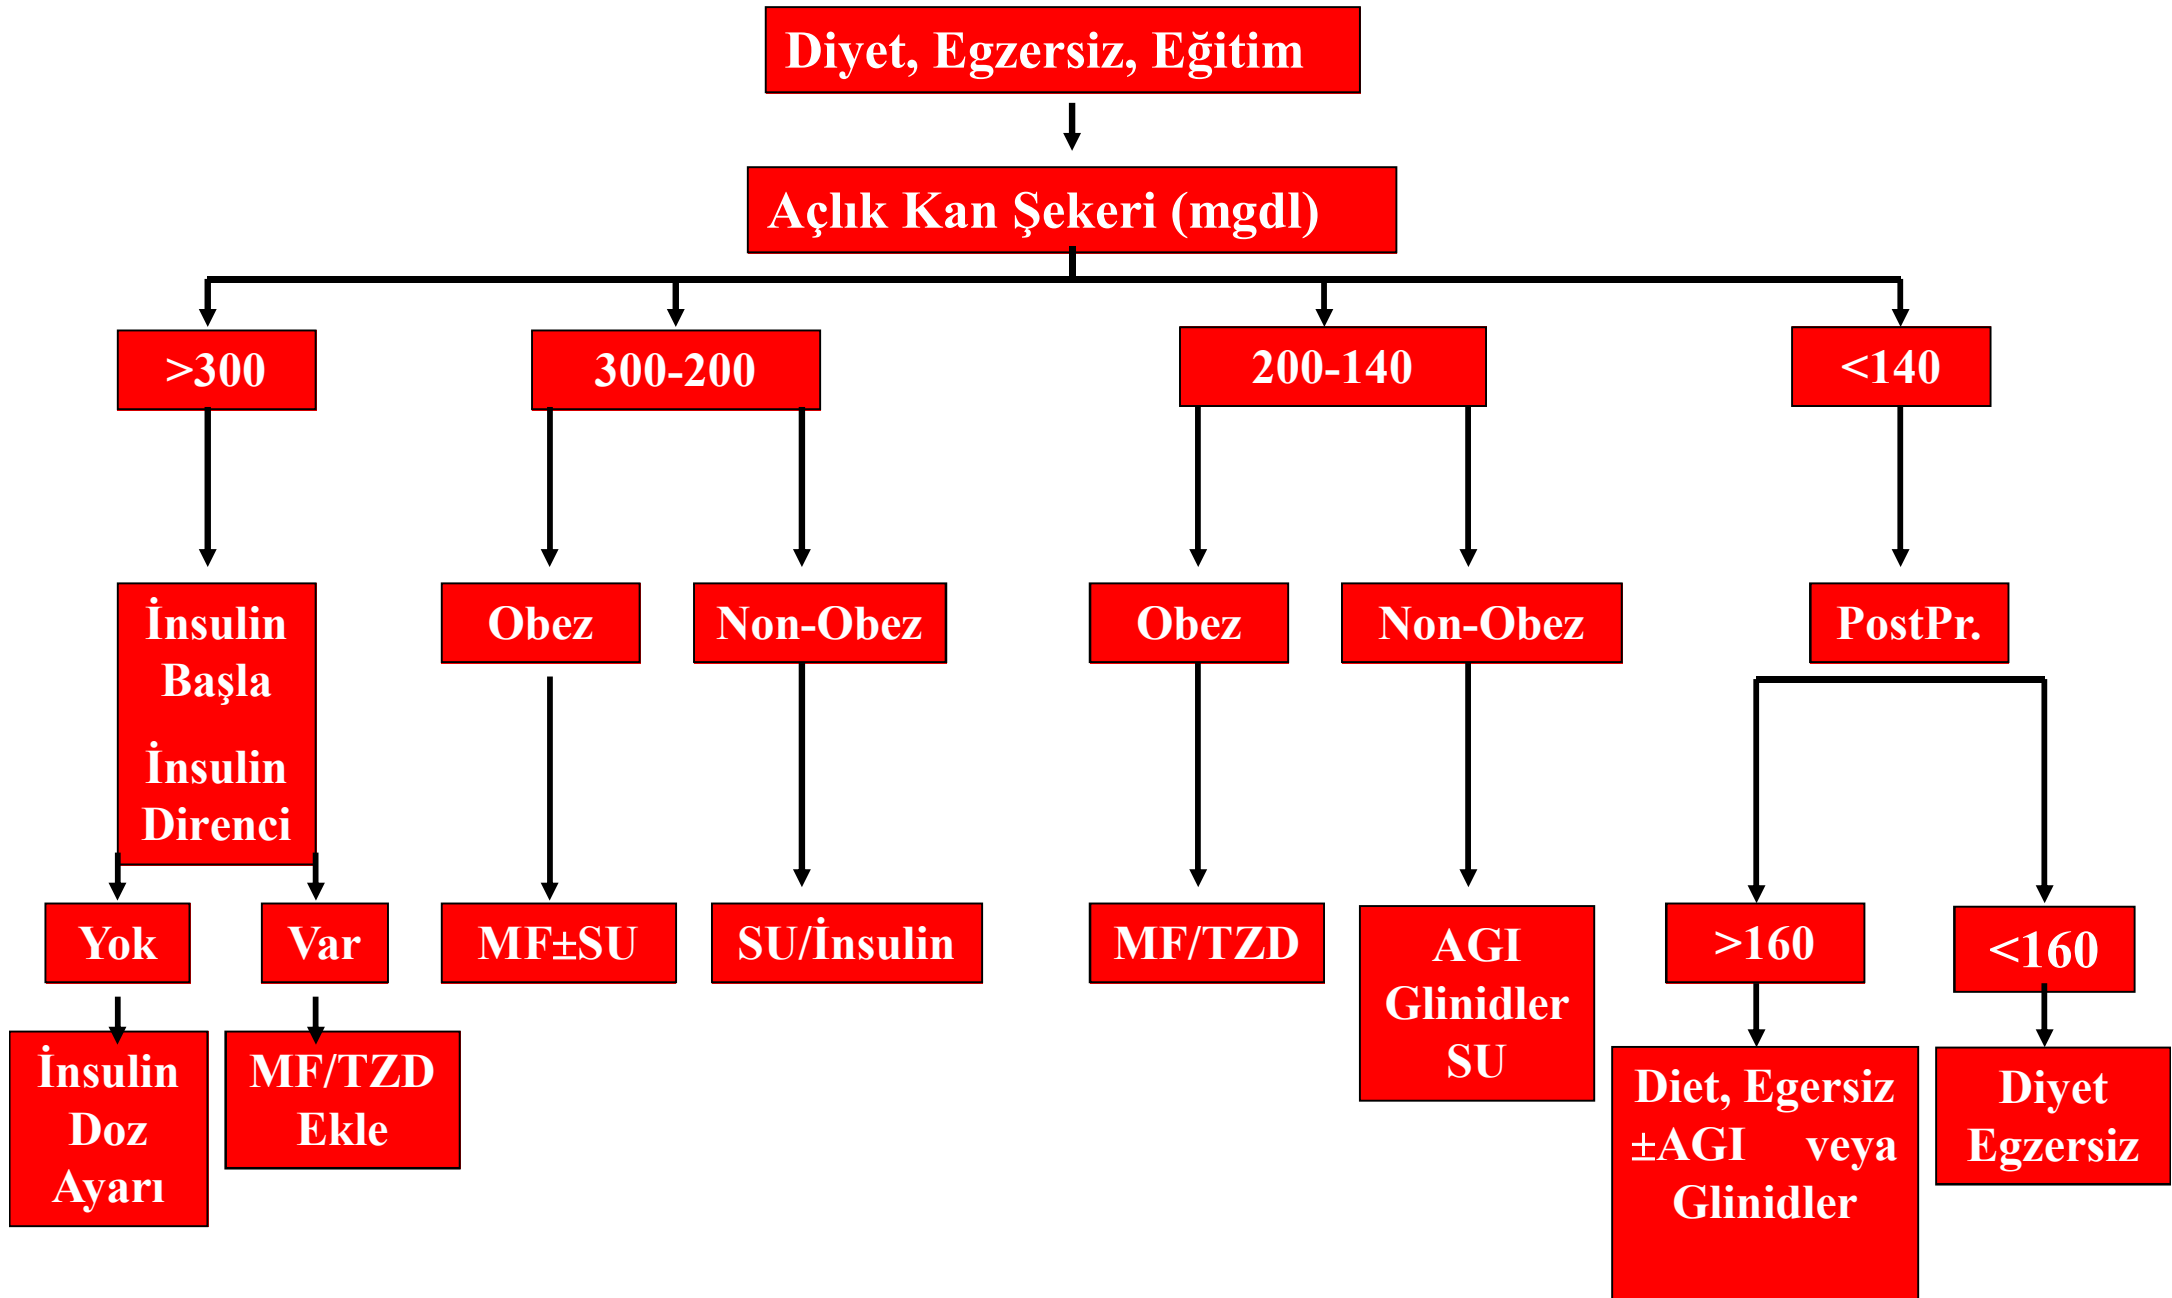 Diyet, Egzersiz, Eğitim
Açlık Kan Şekeri (mgdl)
>300
300-200
200-140
<140
İnsulin
Başla
İnsulin
Direnci
Obez
Non-Obez
Obez
Non-Obez
PostPr.
Yok
Var
MF±SU
SU/İnsulin
MF/TZD
AGI
Glinidler
SU
>160
<160
İnsulin
Doz
Ayarı
MF/TZD
Ekle
Diet, Egersiz
±AGI veya
Glinidler
Diyet
Egzersiz